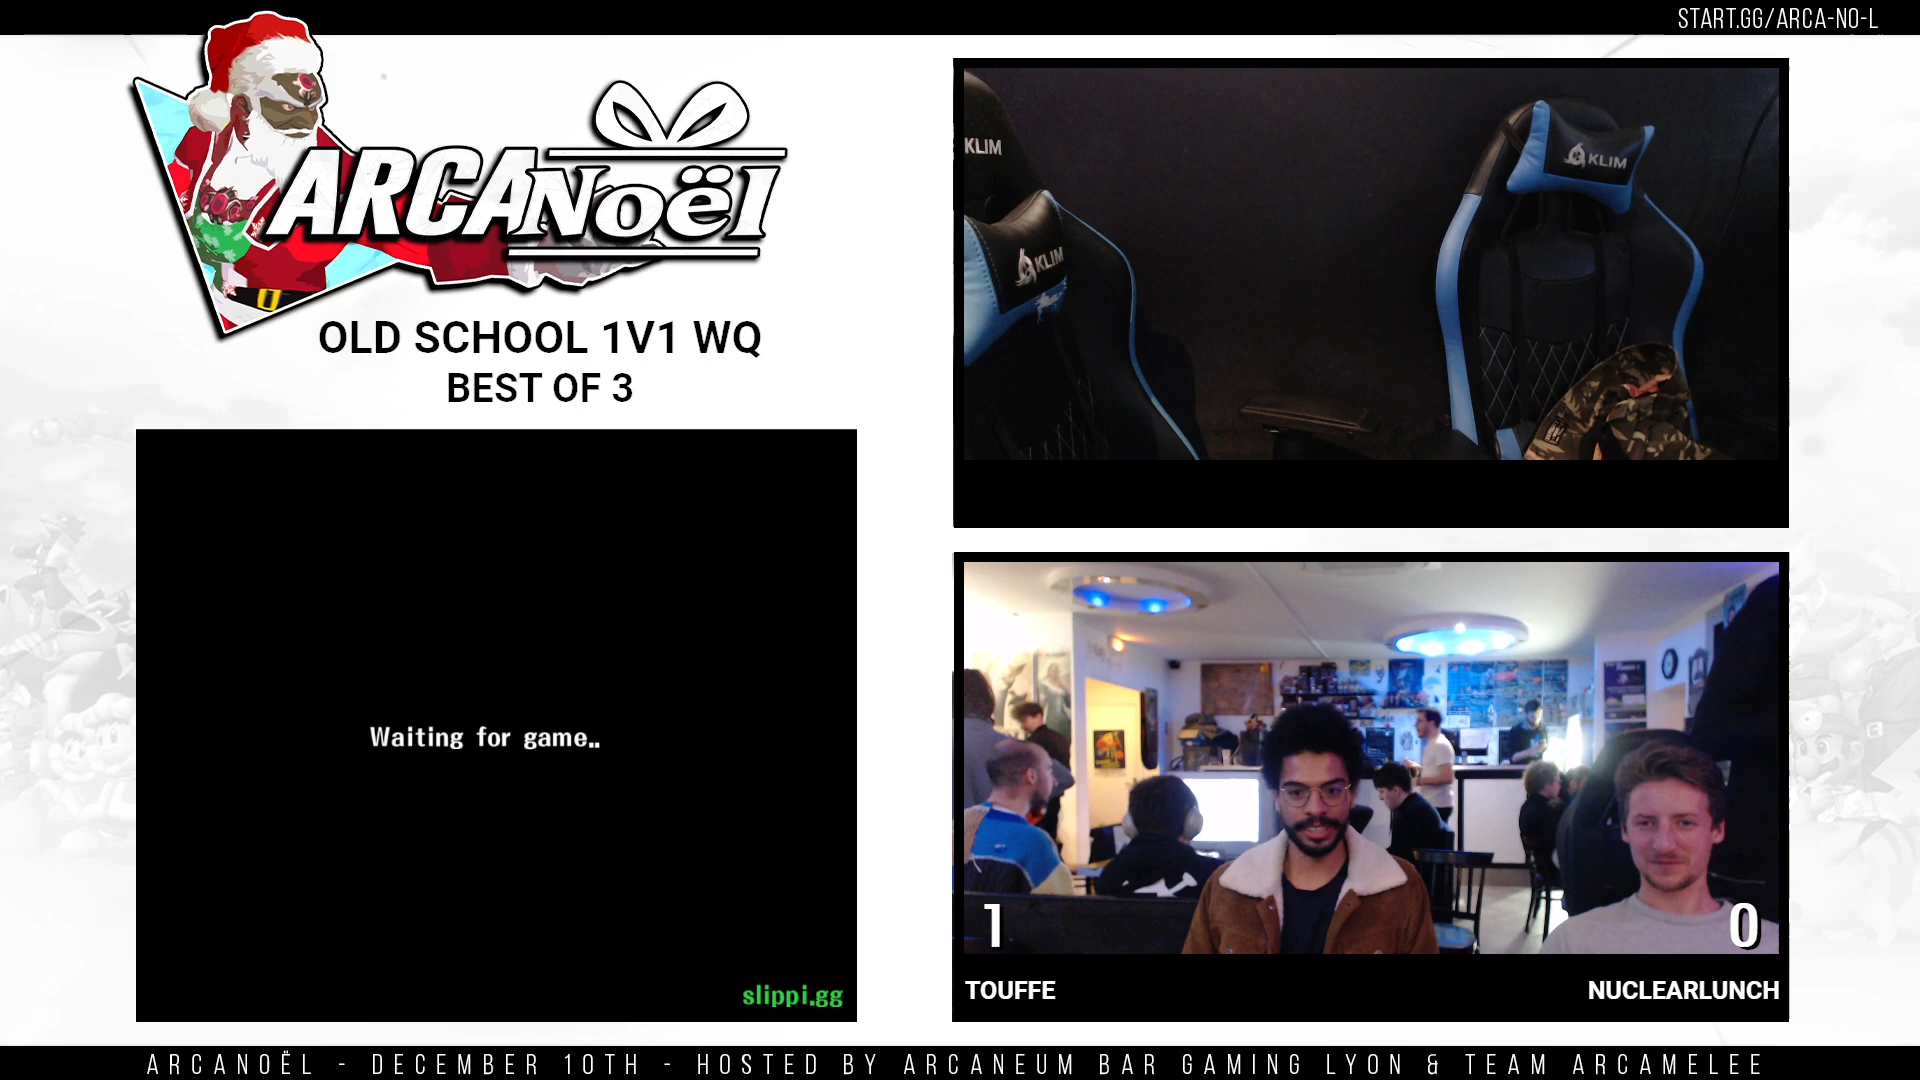 START.GG/ARCA-NO-L
ARCANOËL
OLD SCHOOL 1V1 WQ
BEST OF 3
KLIM
KLIM
KLIM
Waiting for game..
slippi.gg
1
0
TOUFFE
NUCLEARLUNCH
ARCANOËL - DECEMBER 10TH - HOSTED BY ARCANEUM BAR GAMING LYON & TEAM ARCAMELEE